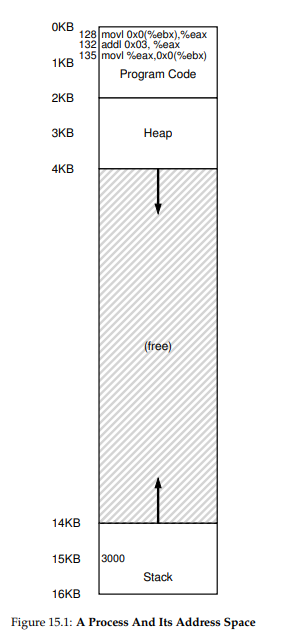 0KB
128 movl 0x0(%ebx),%eax
132 addl 0x03, %eax
135 movl %eax,0x0(%ebx)
1KB
Program Code
2KB
3KB
Heap
4KB
(free)
14KB
15KB
3000
Stack
16KB
Figure 15.1: A Process And Its Address Space